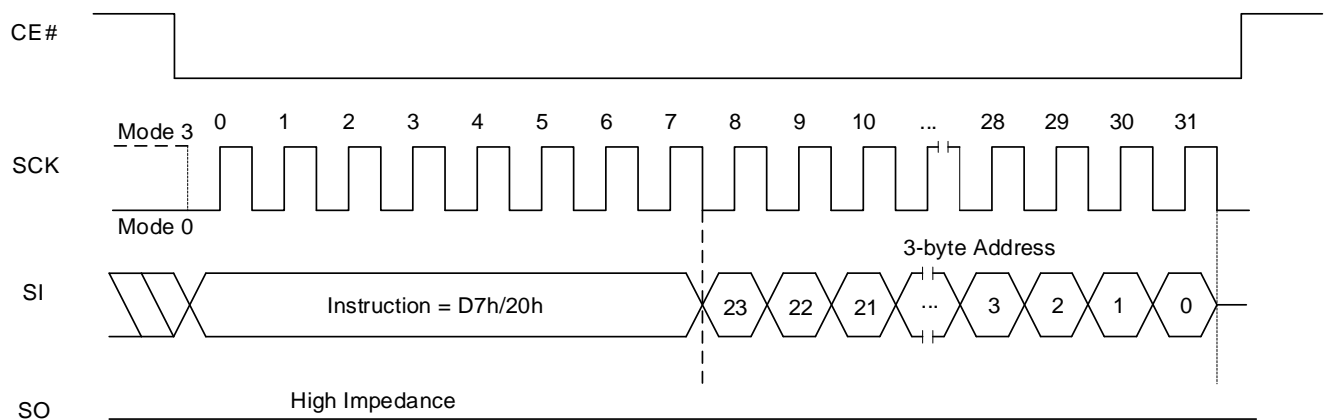 CE#
0 1 2 3 4 5 6 7 8 9 10 ... 28 29 30 31
Mode 3
SCK
Mode 0
3-byte Address
SI
Instruction = D7h/20h 23 22 21 ... 3 2 1 0
High Impedance
SO